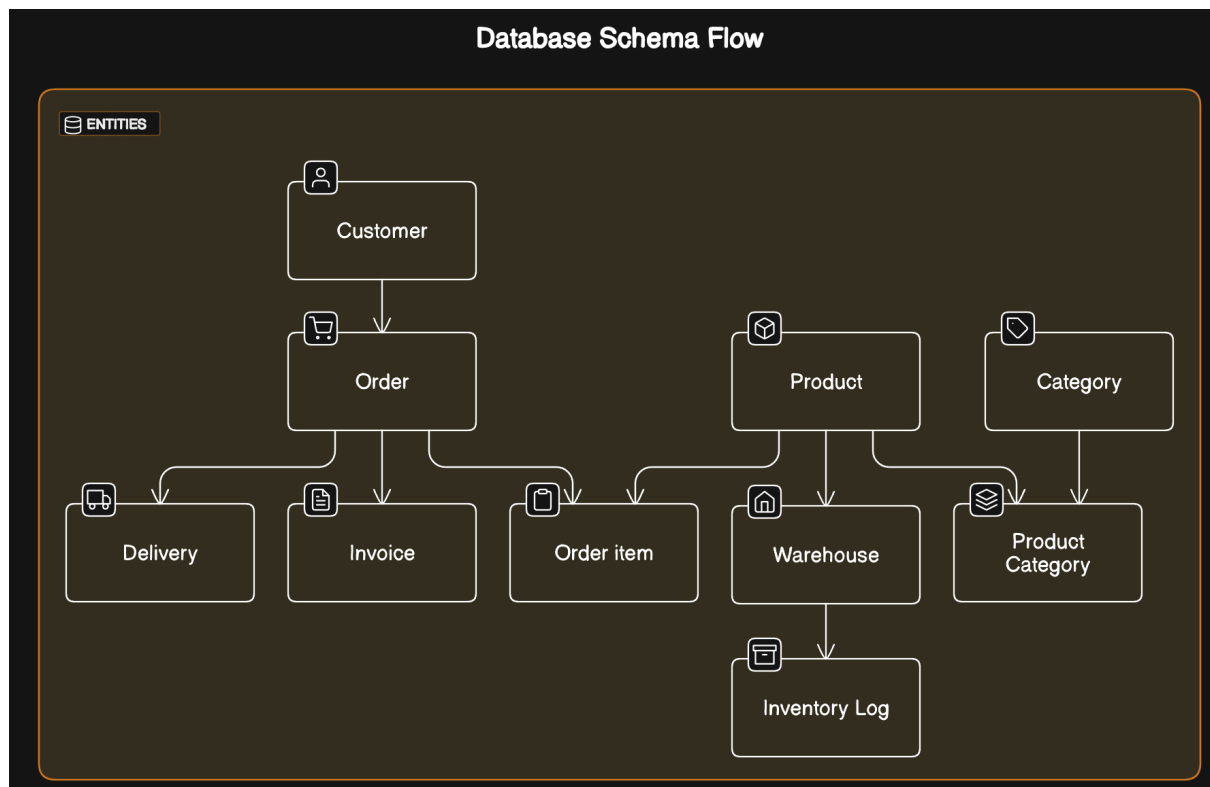 Database Schema Flow
ENTITIES
Customer
Order
Product
Category
Delivery
Invoice
Order item
Warehouse
Product
Category
Inventory Log